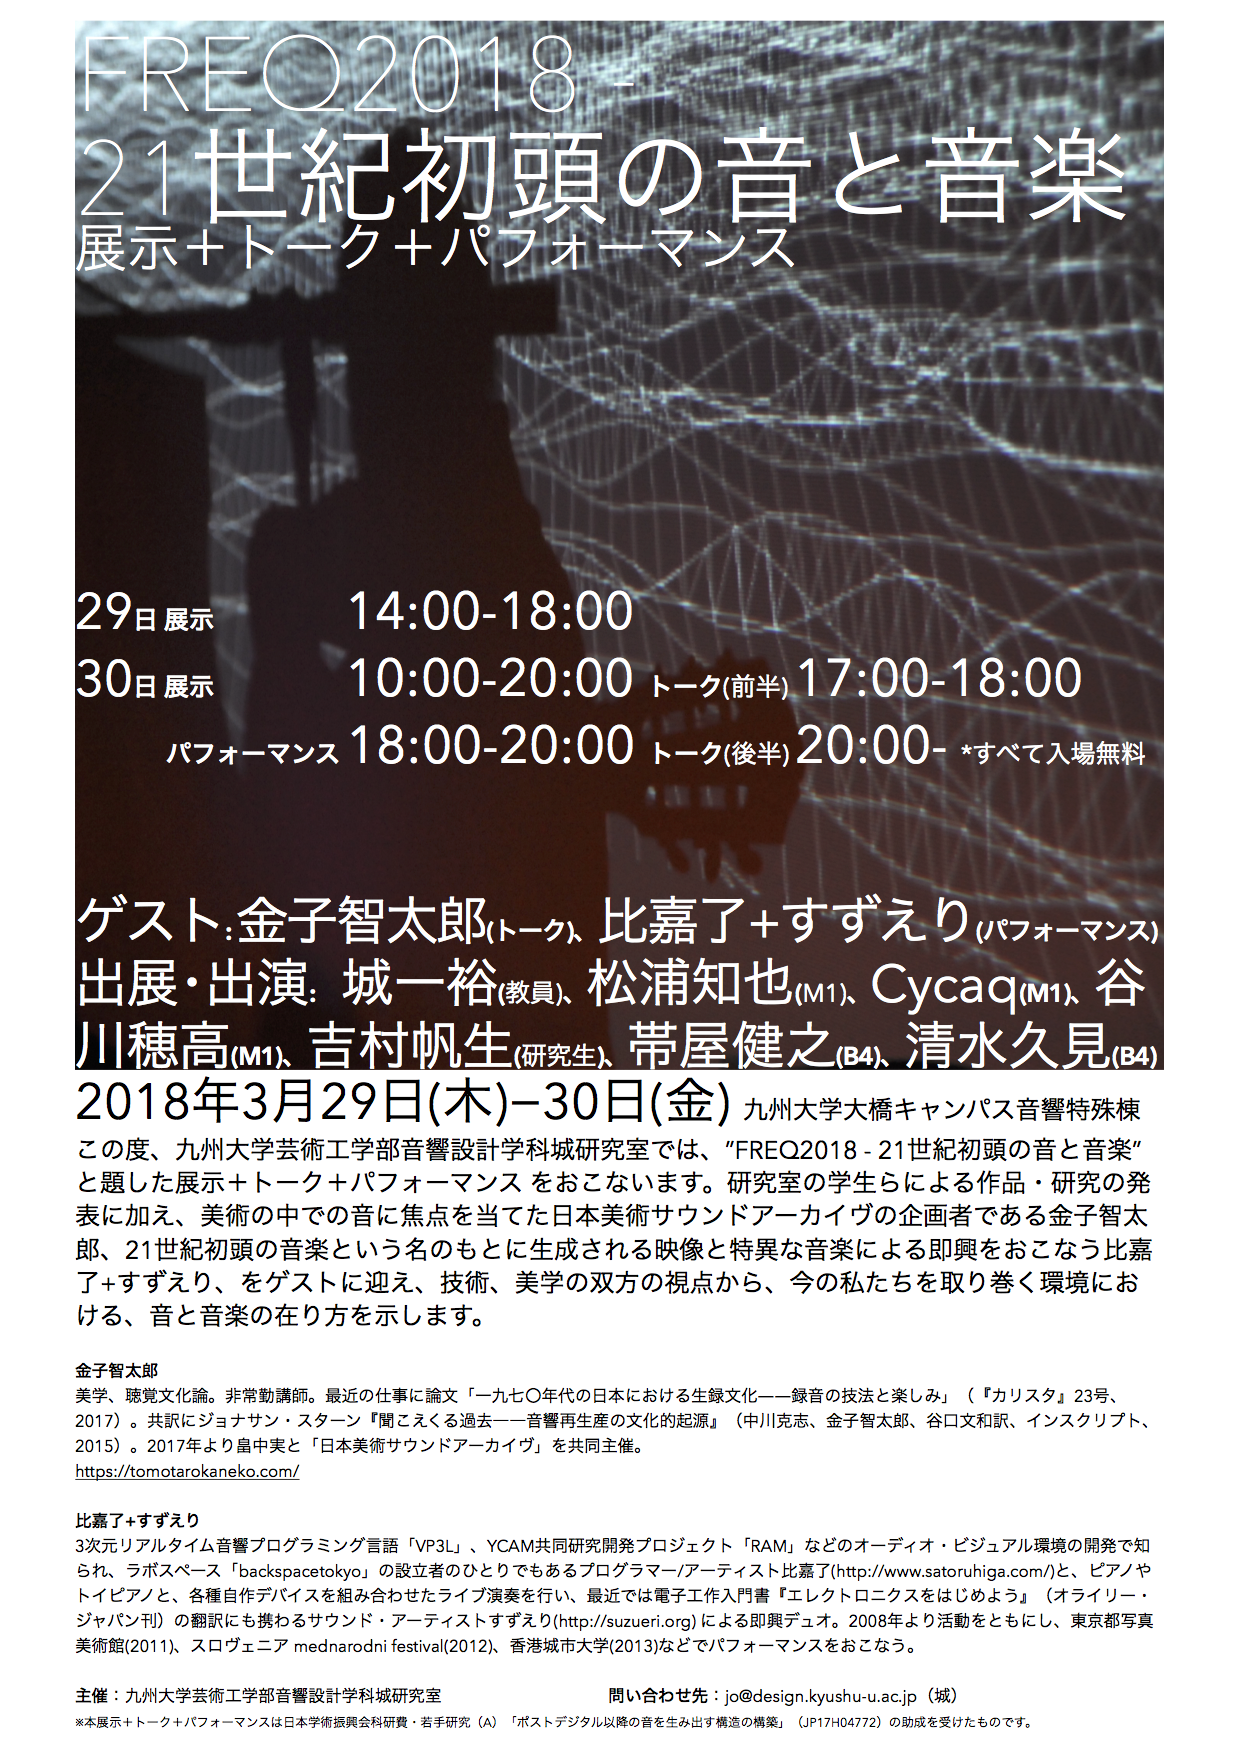 FREQ2018 -
21世紀初頭の音と音楽
展示＋トーク＋パフォーマンス
29日 展示 14:00-18:00
30日 展示 10:00-20:00 トーク(前半) 17:00-18:00
パフォーマンス 18:00-20:00 トーク(後半) 20:00- *すべて入場無料
ゲスト：金子智太郎(トーク)、比嘉了+すずえり(パフォーマンス)
出展・出演： 城一裕(教員)、松浦知也(M1)、Cycaq(M1)、谷
川穂高(M1)、吉村帆生(研究生)、帯屋健之(B4)、清水久見(B4)
2018年3月29日(木)–30日(金) 九州大学大橋キャンパス音響特殊棟
この度、九州大学芸術工学部音響設計学科城研究室では、”FREQ2018 - 21世紀初頭の音と音楽”
と題した展示＋トーク＋パフォーマンス をおこないます。研究室の学生らによる作品・研究の発
表に加え、美術の中での音に焦点を当てた日本美術サウンドアーカイヴの企画者である金子智太
郎、21世紀初頭の音楽という名のもとに生成される映像と特異な音楽による即興をおこなう比嘉
了+すずえり、をゲストに迎え、技術、美学の双方の視点から、今の私たちを取り巻く環境にお
ける、音と音楽の在り方を示します。
金子智太郎
美学、聴覚文化論。非常勤講師。最近の仕事に論文「一九七〇年代の日本における生録文化――録音の技法と楽しみ」（『カリスタ』23号、
2017）。共訳にジョナサン・スターン『聞こえくる過去――音響再生産の文化的起源』（中川克志、金子智太郎、谷口文和訳、インスクリプト、
2015）。2017年より畠中実と「日本美術サウンドアーカイヴ」を共同主催。
https://tomotarokaneko.com/
比嘉了+すずえり
3次元リアルタイム音響プログラミング言語「VP3L」、YCAM共同研究開発プロジェクト「RAM」などのオーディオ・ビジュアル環境の開発で知
られ、ラボスペース「backspacetokyo」の設立者のひとりでもあるプログラマー/アーティスト比嘉了(http://www.satoruhiga.com/)と、ピアノや
トイピアノと、各種自作デバイスを組み合わせたライブ演奏を行い、最近では電子工作入門書『エレクトロニクスをはじめよう』（オライリー・
ジャパン刊）の翻訳にも携わるサウンド・アーティストすずえり(http://suzueri.org) による即興デュオ。2008年より活動をともにし、東京都写真
美術館(2011)、スロヴェニア mednarodni festival(2012)、香港城市大学(2013)などでパフォーマンスをおこなう。
主催：九州大学芸術工学部音響設計学科城研究室 問い合わせ先：jo@design.kyushu-u.ac.jp（城）
※本展示＋トーク＋パフォーマンスは日本学術振興会科研費・若手研究（A）「ポストデジタル以降の音を生み出す構造の構築」（JP17H04772）の助成を受けたものです。